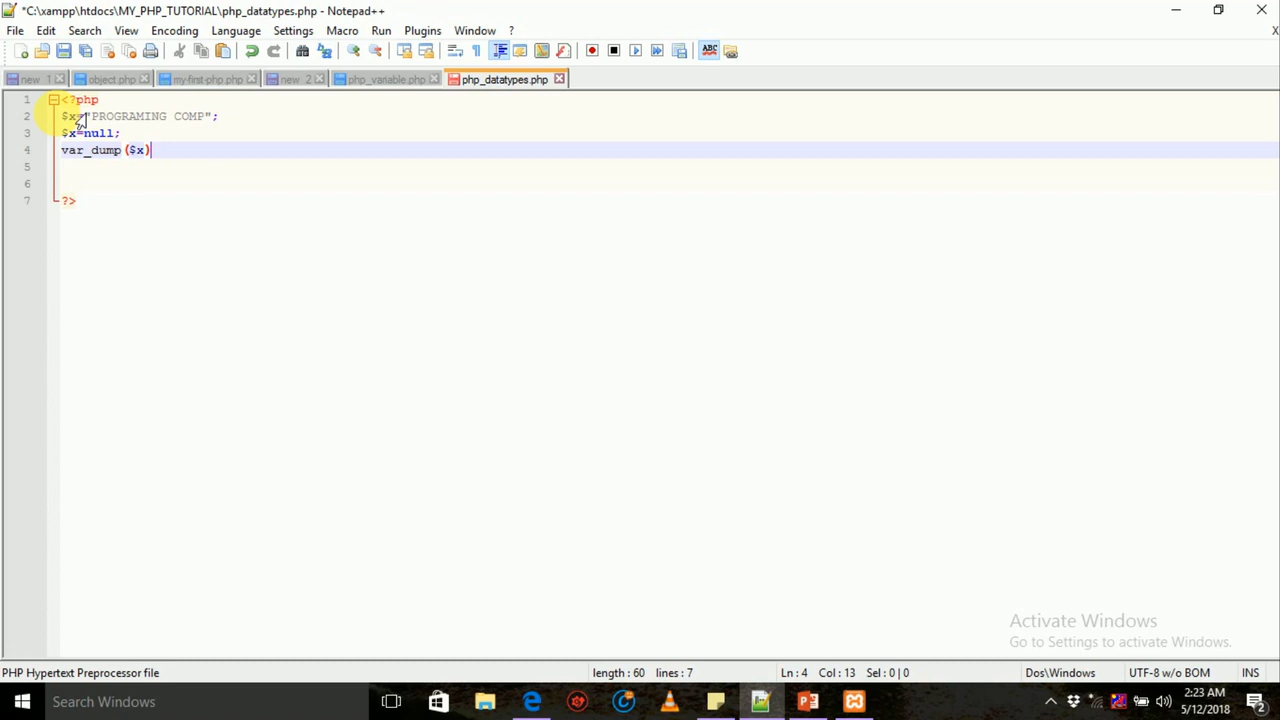 *C:\xampp\htdocs\MY_PHP_TUTORIAL\php_datatypes.php - Notepad++
File Edit Search View Encoding Language Settings Macro Run Plugins Window ? X
ABC
new 1 object.php my-first-php.php new 2 php_variable.php php_datatypes.php
1 <?php
2 $x="PROGRAMING COMP";
3 $x=null;
4 var_dump($x)
5
6
7 ?>
Activate Windows
Go to Settings to activate Windows.
PHP Hypertext Preprocessor file length : 60 lines : 7 Ln : 4 Col : 13 Sel : 0 | 0 Dos\Windows UTF-8 w/o BOM INS
Search Windows
2:23 AM
5/12/2018
2